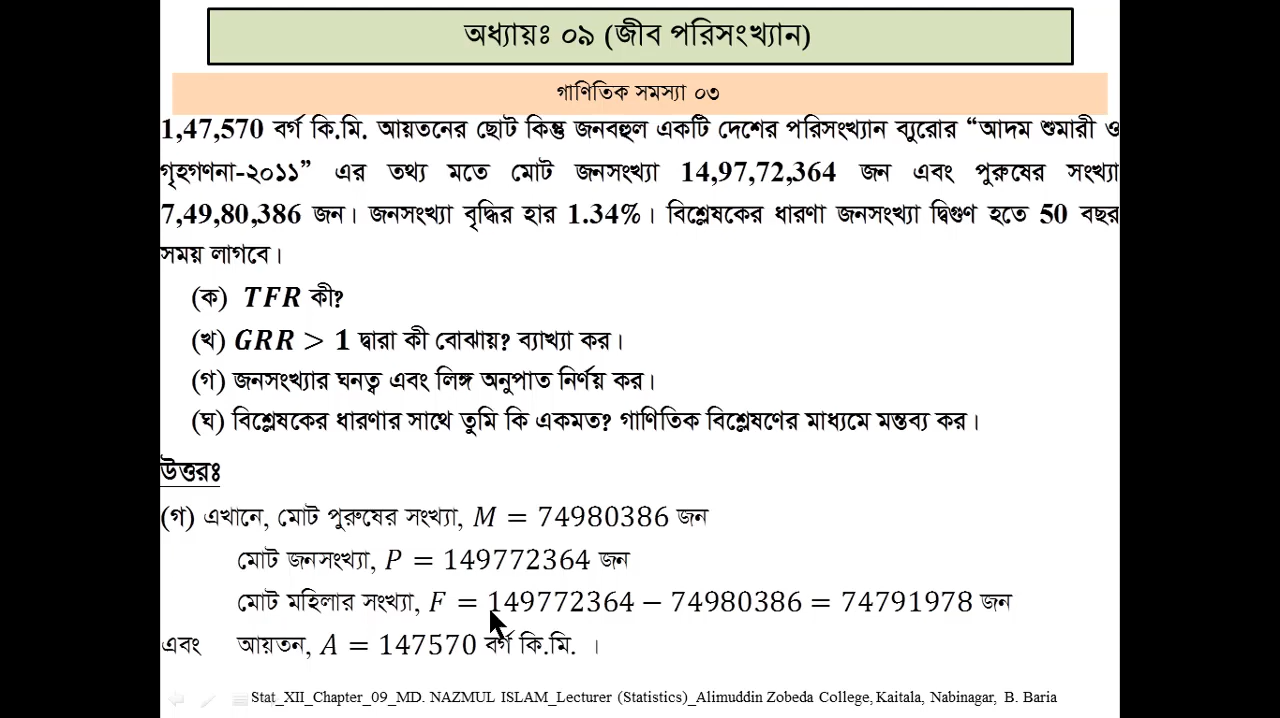 অধ্যায়ঃ ০৯ (জীব পরিসংখ্যান)
গাণিতিক সমস্যা ০৩
1,47,570 বর্গ কি.মি. আয়তনের ছোট কিন্তু জনবহুল একটি দেশের পরিসংখ্যান ব্যুরোর “আদম শুমারী ও
গৃহগণনা-২০১১” এর তথ্য মতে মোট জনসংখ্যা 14,97,72,364 জন এবং পুরুষের সংখ্যা
7,49,80,386 জন। জনসংখ্যা বৃদ্ধির হার 1.34%। বিশ্লেষকের ধারণা জনসংখ্যা দ্বিগুণ হতে 50 বছর
সময় লাগবে।
(ক) TFR কী?
(খ) GRR > 1 দ্বারা কী বোঝায়? ব্যাখ্যা কর।
(গ) জনসংখ্যার ঘনত্ব এবং লিঙ্গ অনুপাত নির্ণয় কর।
(ঘ) বিশ্লেষকের ধারণার সাথে তুমি কি একমত? গাণিতিক বিশ্লেষণের মাধ্যমে মন্তব্য কর।
উত্তরঃ
(গ) এখানে, মোট পুরুষের সংখ্যা, M = 74980386 জন
মোট জনসংখ্যা, P = 149772364 জন
মোট মহিলার সংখ্যা, F = 149772364 − 74980386 = 74791978 জন
এবং আয়তন, A = 147570 বর্গ কি.মি. ।
Stat_XII_Chapter_09_MD. NAZMUL ISLAM_Lecturer (Statistics)_Alimuddin Zobeda College, Kaitala, Nabinagar, B. Baria